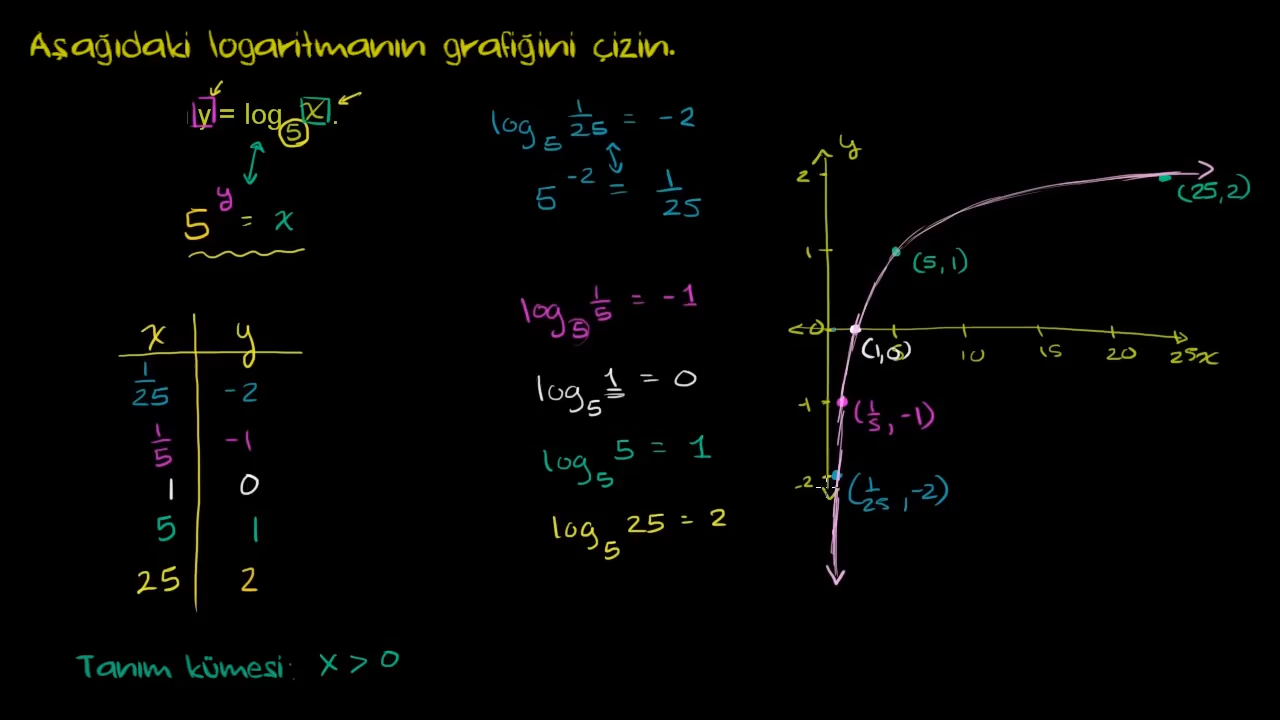 Aşağıdaki logaritmanın grafiğini çizin.
y = log₅ x.
5^y = x
x y
1/25 -2
1/5 -1
1 0
5 1
25 2
Tanım kümesi: x > 0
log₅ 1/25 = -2
5^-2 = 1/25
log₅ 1/5 = -1
log₅ 1 = 0
log₅ 5 = 1
log₅ 25 = 2
y
2
(25,2)
1
(5,1)
0
(1,0)
5 10 15 20 25 x
-1
(1/5, -1)
-2
(1/25, -2)